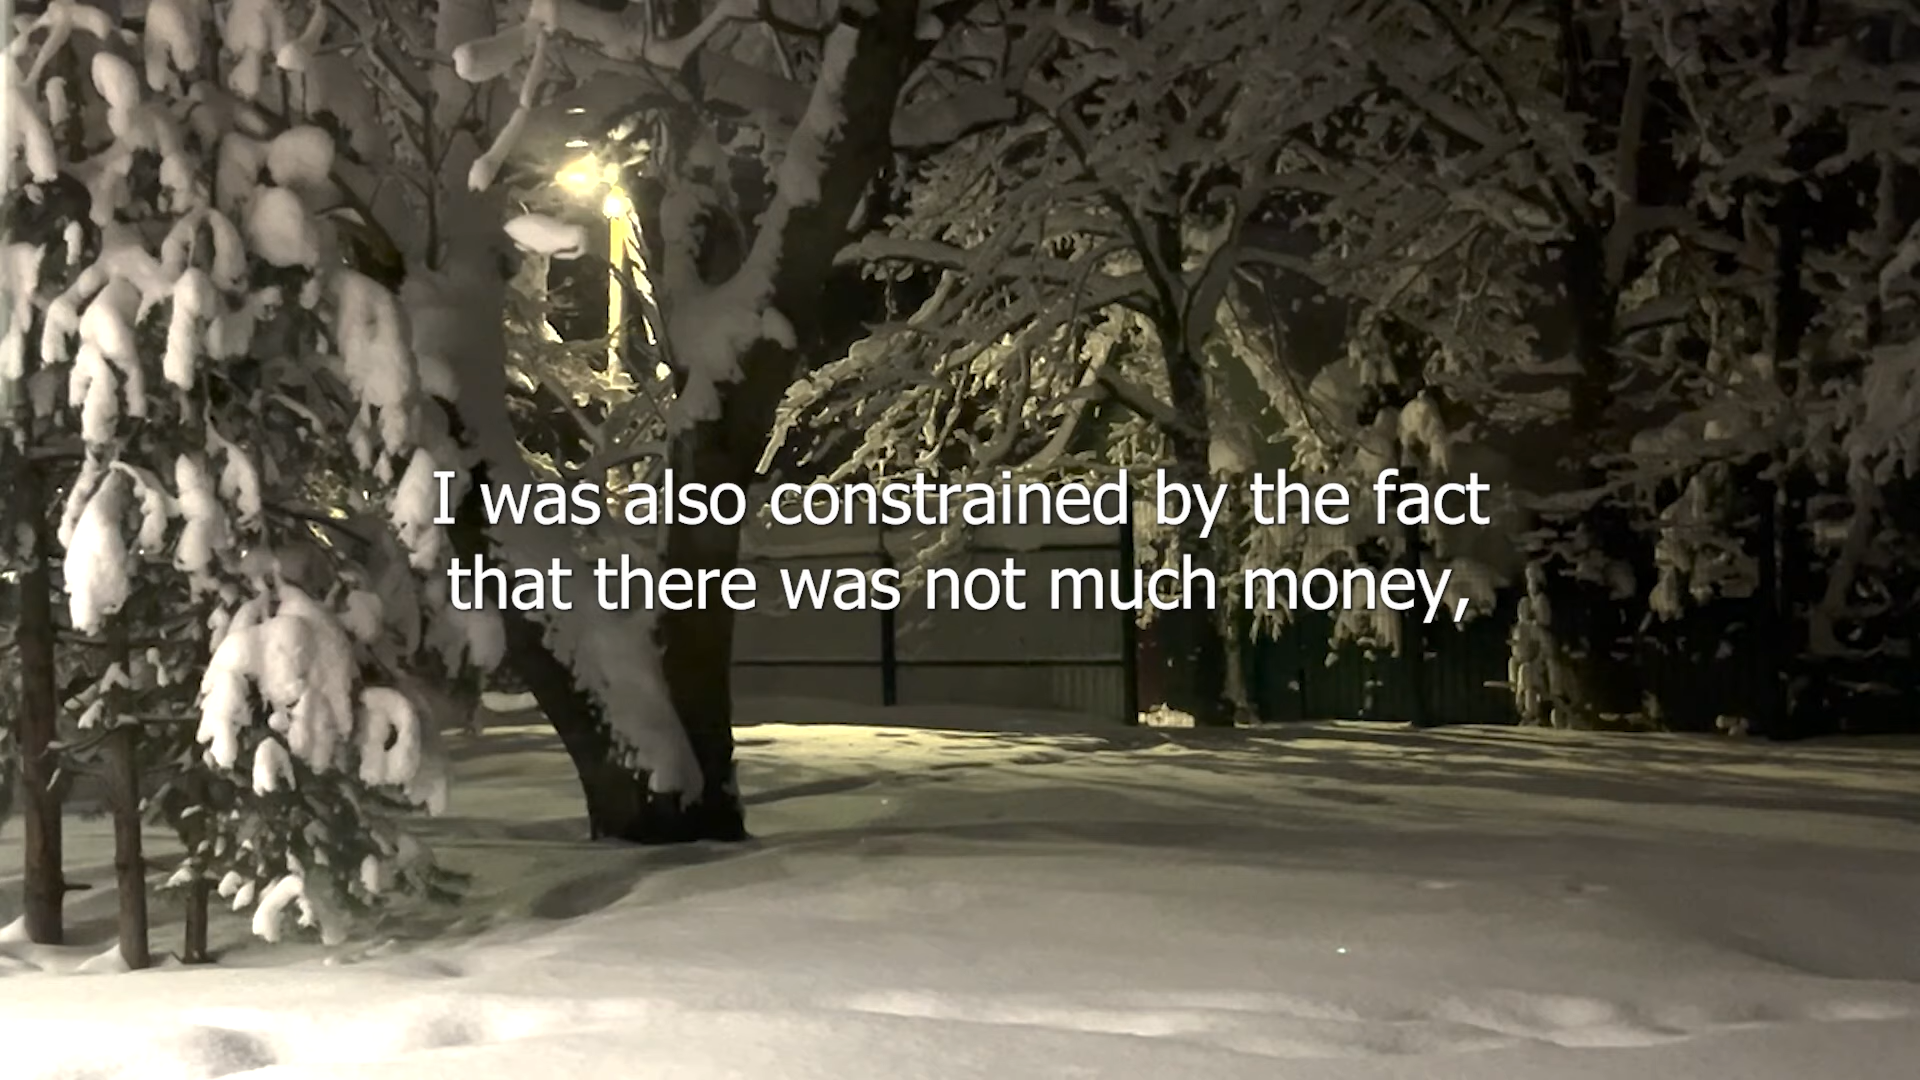 I was also constrained by the fact
that there was not much money,